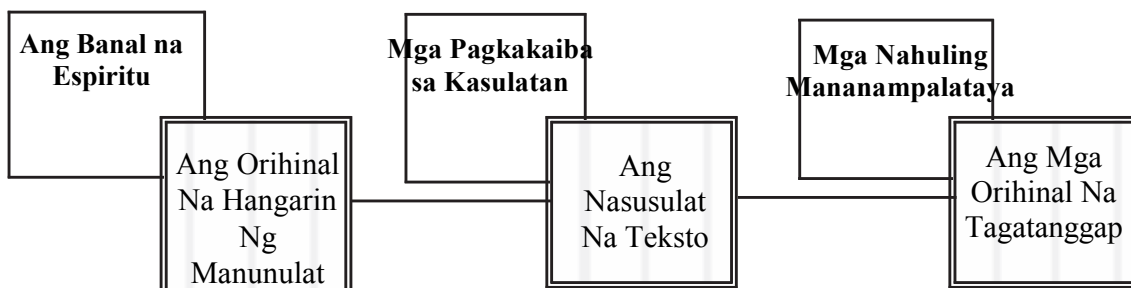 Ang Banal na
Espiritu
Mga Pagkakaiba
sa Kasulatan
Mga Nahuling
Mananampalataya
Ang Orihinal
Na Hangarin
Ng
Manunulat
Ang
Nasusulat
Na Teksto
Ang Mga
Orihinal Na
Tagatanggap